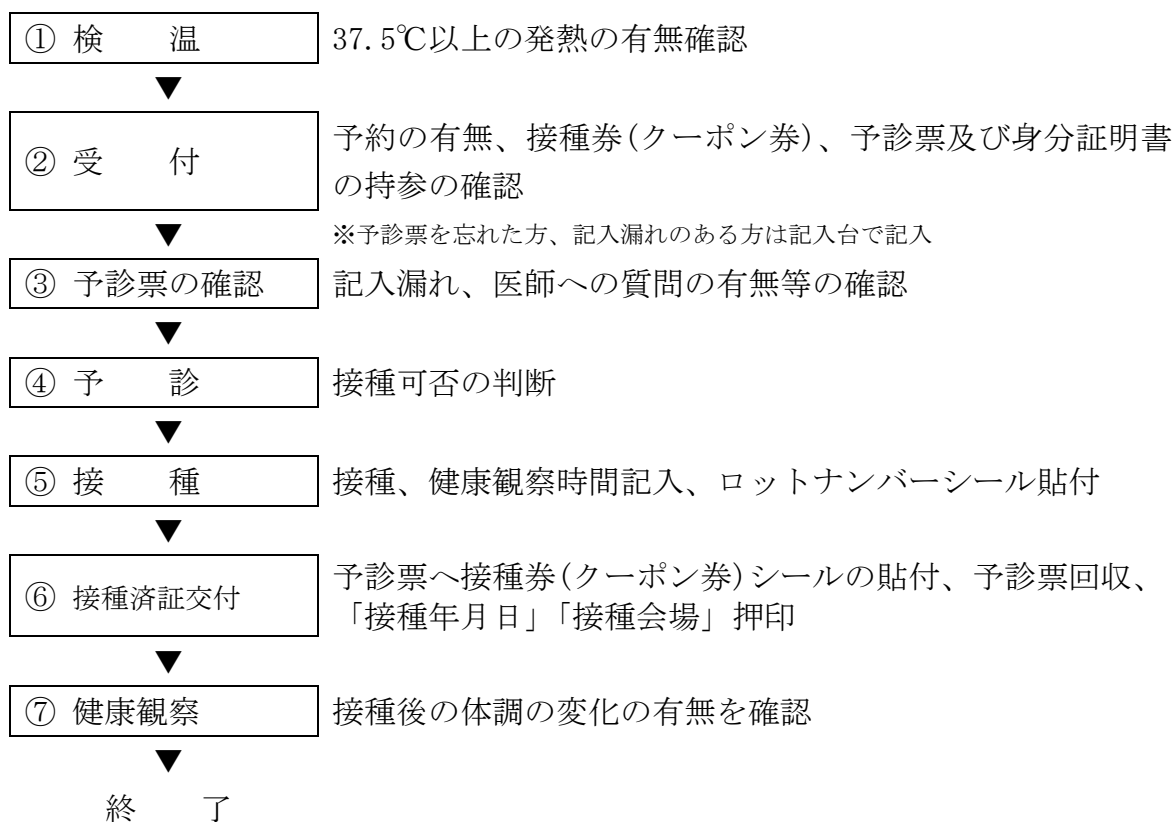 ① 検　　温　37.5℃以上の発熱の有無確認
▼
② 受　　付　予約の有無、接種券(クーポン券)、予診票及び身分証明書
の持参の確認
▼　※予診票を忘れた方、記入漏れのある方は記入台で記入
③ 予診票の確認　記入漏れ、医師への質問の有無等の確認
▼
④ 予　　診　接種可否の判断
▼
⑤ 接　　種　接種、健康観察時間記入、ロットナンバーシール貼付
▼
⑥ 接種済証交付　予診票へ接種券(クーポン券)シールの貼付、予診票回収、
「接種年月日」「接種会場」押印
▼
⑦ 健康観察　接種後の体調の変化の有無を確認
▼
終　　了